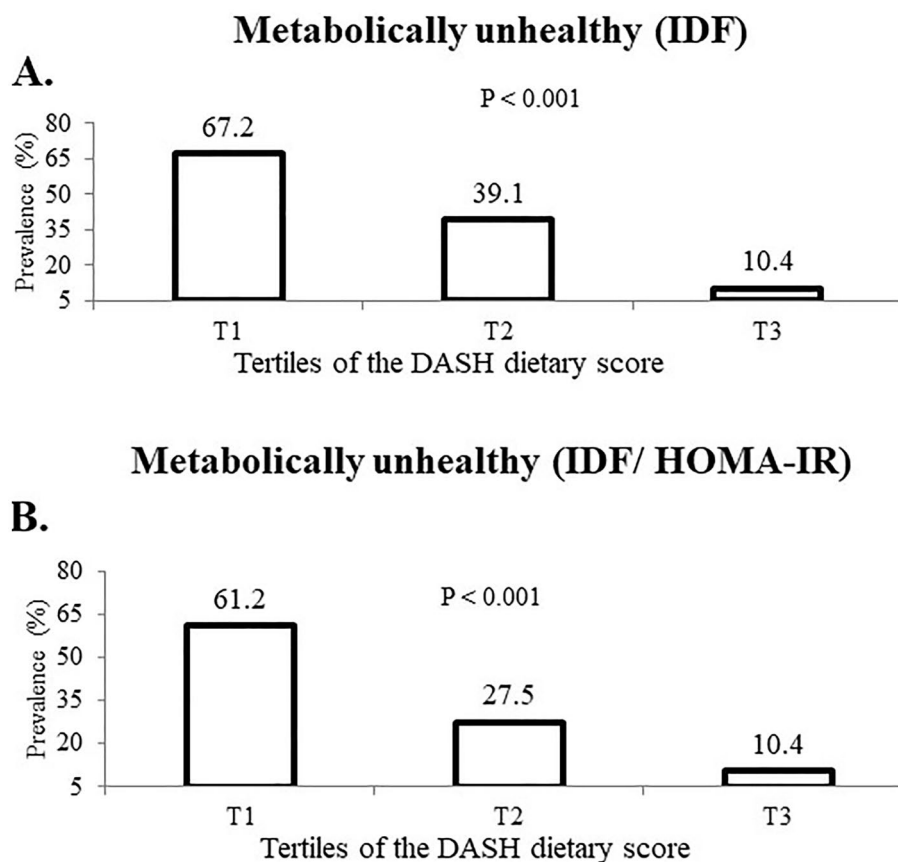 Metabolically unhealthy (IDF)
A.
P < 0.001
Prevalence (%)
80
65
50
35
20
5
67.2
39.1
10.4
T1 T2 T3
Tertiles of the DASH dietary score
Metabolically unhealthy (IDF/ HOMA-IR)
B.
P < 0.001
Prevalence (%)
80
65
50
35
20
5
61.2
27.5
10.4
T1 T2 T3
Tertiles of the DASH dietary score